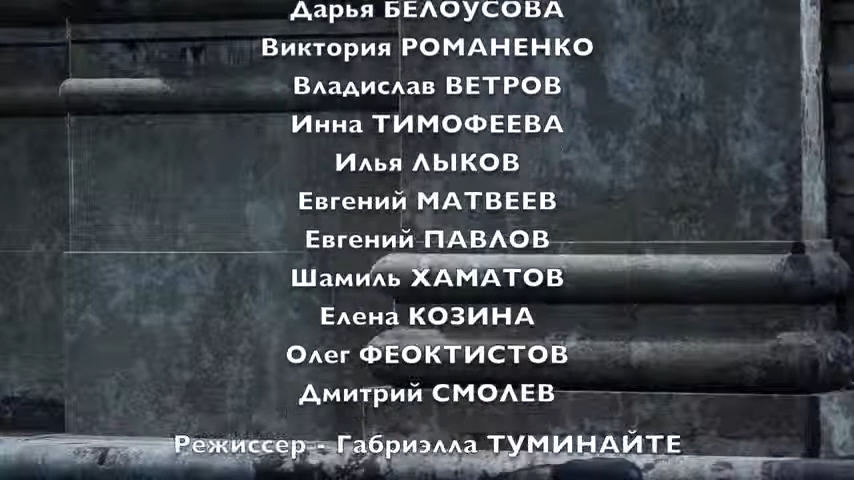 Дарья БЕЛОУСОВА
Виктория РОМАНЕНКО
Владислав ВЕТРОВ
Инна ТИМОФЕЕВА
Илья ЛЫКОВ
Евгений МАТВЕЕВ
Евгений ПАВЛОВ
Шамиль ХАМАТОВ
Елена КОЗИНА
Олег ФЕОКТИСТОВ
Дмитрий СМОЛЕВ
Режиссер - Габриэлла ТУМИНАЙТЕ